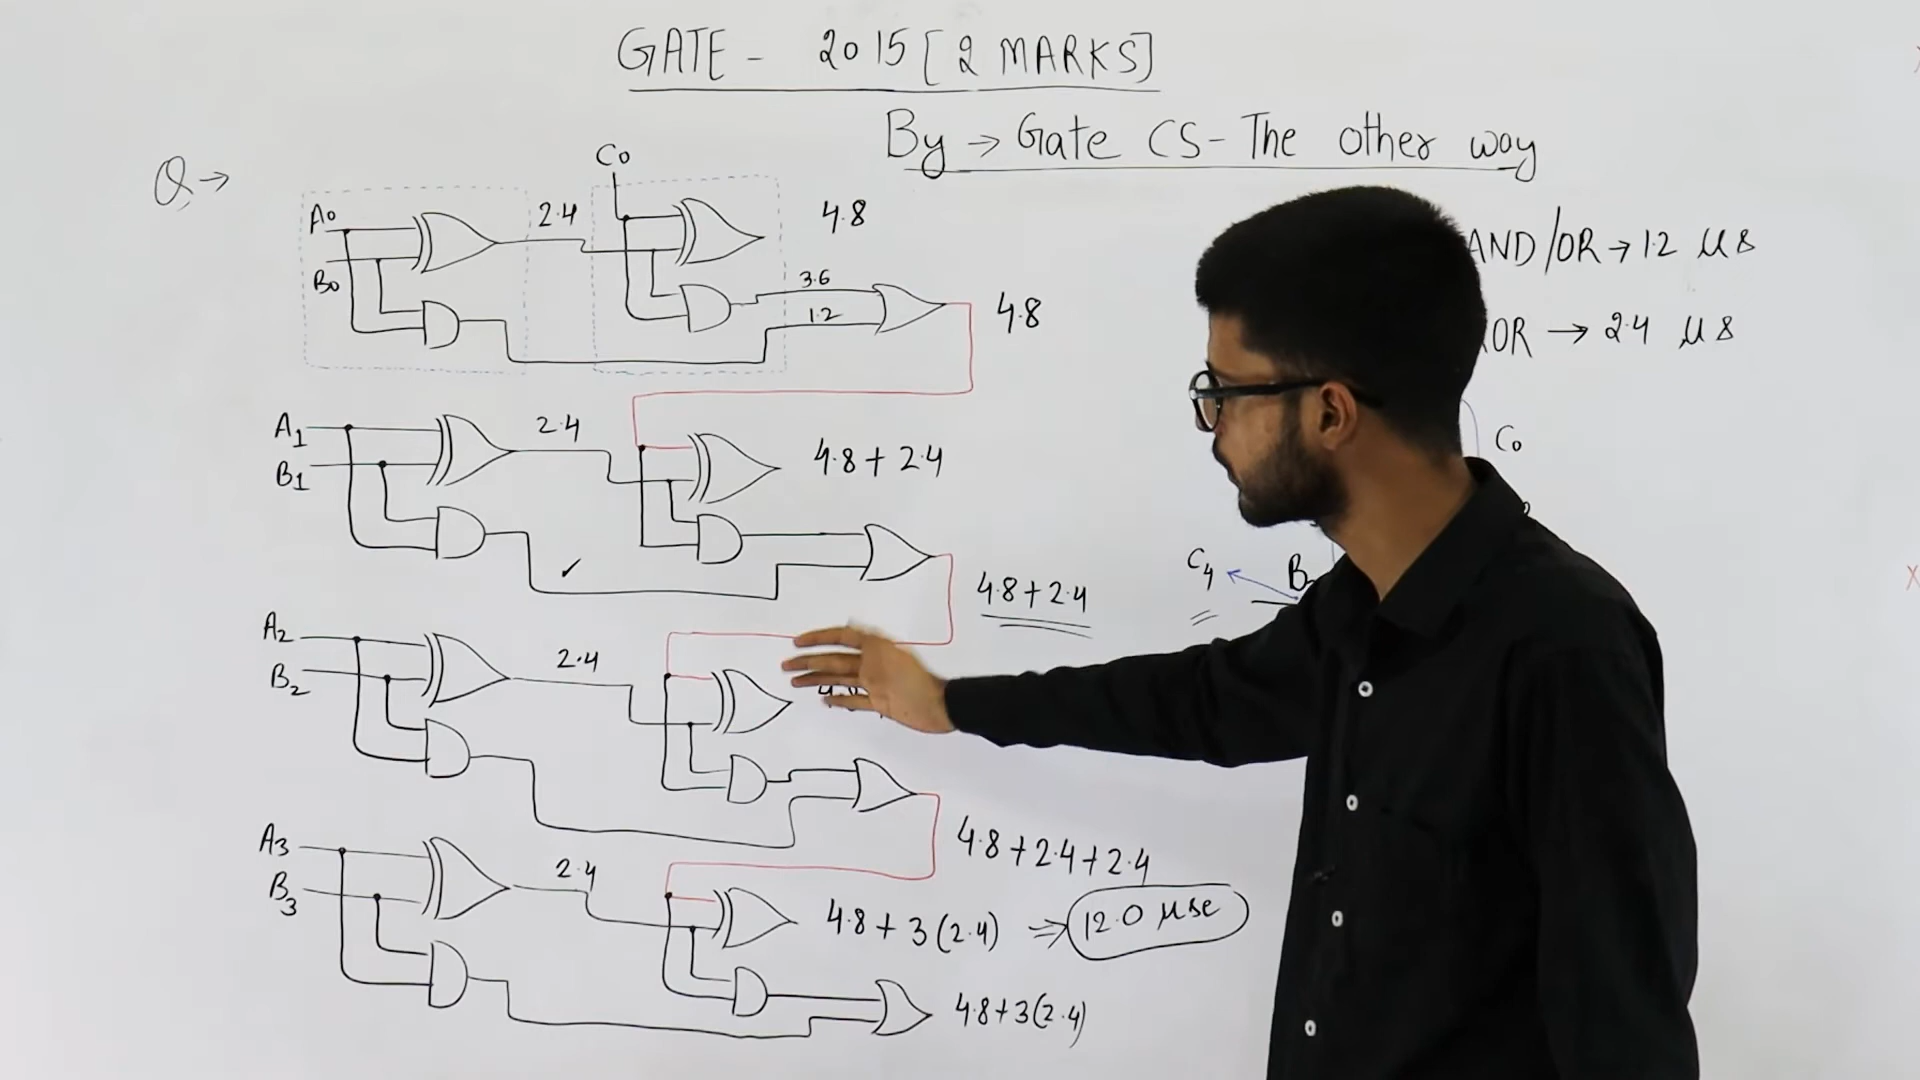 GATE - 2015 [2 MARKS]
By → Gate CS - The other way
Q →
C0
A0
2.4
4.8
B0
3.6
1.2
4.8
AND/OR → 1.2 μs
OR → 2.4 μs
A1
2.4
B1
4.8 + 2.4
C0
4.8 + 2.4
C4
B
A2
2.4
B2
4.8 + 2.4 + 2.4
A3
2.4
B3
4.8 + 3(2.4) ⇒ 12.0 μse
4.8 + 3(2.4)